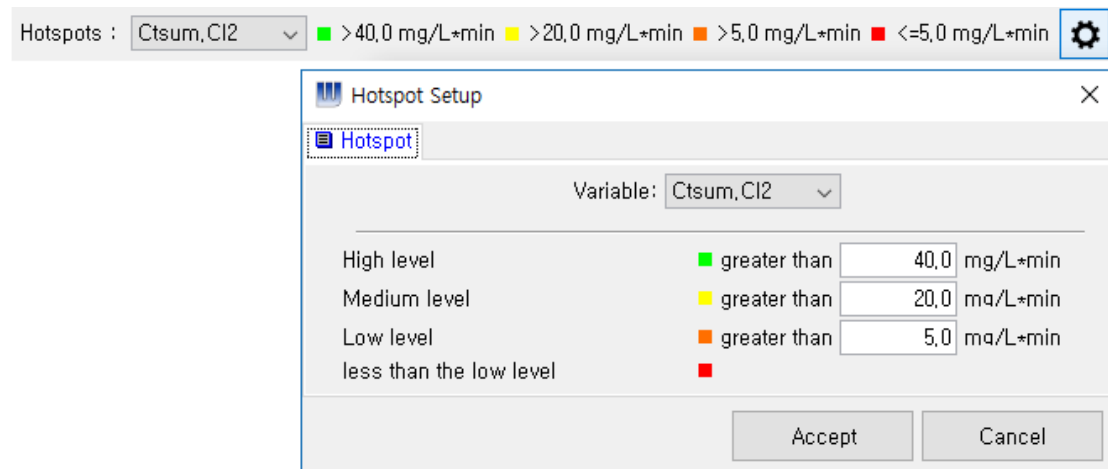 Hotspots : Ctsum,Cl2 >40,0 mg/L*min >20,0 mg/L*min >5,0 mg/L*min <=5,0 mg/L*min
Hotspot Setup
Hotspot
Variable: Ctsum,Cl2
High level greater than 40,0 mg/L*min
Medium level greater than 20,0 mg/L*min
Low level greater than 5,0 mg/L*min
less than the low level
Accept Cancel